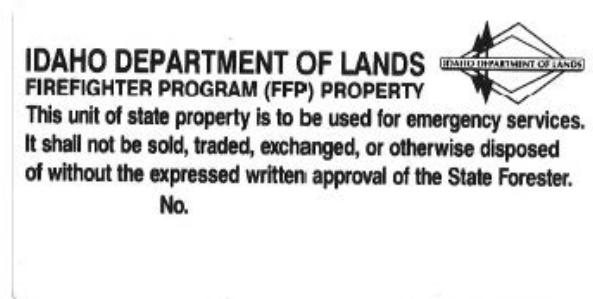 IDAHO DEPARTMENT OF LANDS
IDAHO DEPARTMENT OF LANDS
FIREFIGHTER PROGRAM (FFP) PROPERTY
This unit of state property is to be used for emergency services.
It shall not be sold, traded, exchanged, or otherwise disposed
of without the expressed written approval of the State Forester.
No.